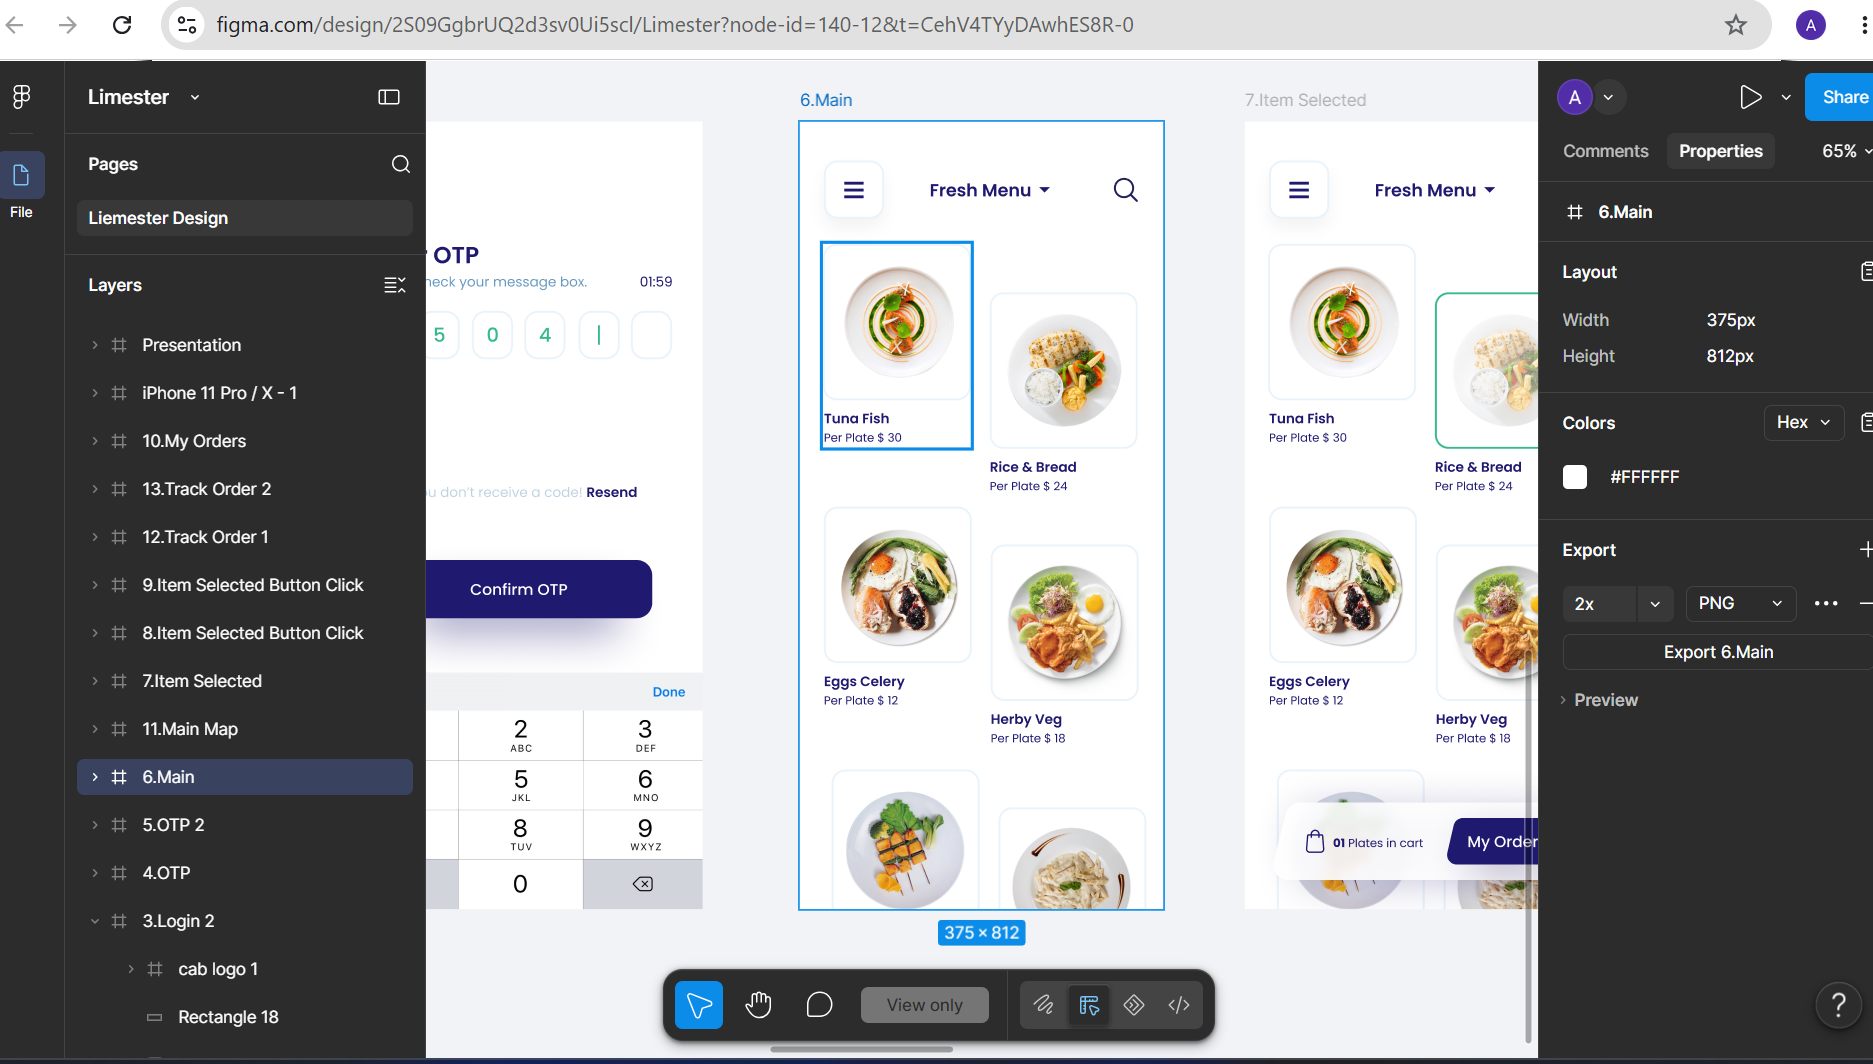 figma.com/design/2S09GgbrUQ2d3sv0Ui5scl/Limester?node-id=140-12&t=CehV4TYyDAwhES8R-0
A
Limester
File
Pages
Liemester Design
Layers
Presentation
iPhone 11 Pro / X - 1
10.My Orders
13.Track Order 2
12.Track Order 1
9.Item Selected Button Click
8.Item Selected Button Click
7.Item Selected
11.Main Map
6.Main
5.OTP 2
4.OTP
3.Login 2
cab logo 1
Rectangle 18
OTP
heck your message box.
01:59
5 0 4 |
u don't receive a code! Resend
Confirm OTP
Done
2 ABC
3 DEF
5 JKL
6 MNO
8 TUV
9 WXYZ
0
6.Main
Fresh Menu
Tuna Fish
Per Plate $ 30
Rice & Bread
Per Plate $ 24
Eggs Celery
Per Plate $ 12
Herby Veg
Per Plate $ 18
375 × 812
7.Item Selected
Fresh Menu
Tuna Fish
Per Plate $ 30
Rice & Bread
Per Plate $ 24
Eggs Celery
Per Plate $ 12
Herby Veg
Per Plate $ 18
01 Plates in cart
My Order
View only
A
Share
Comments
Properties
65%
6.Main
Layout
Width 375px
Height 812px
Colors
Hex
#FFFFFF
Export
2x
PNG
Export 6.Main
Preview
?